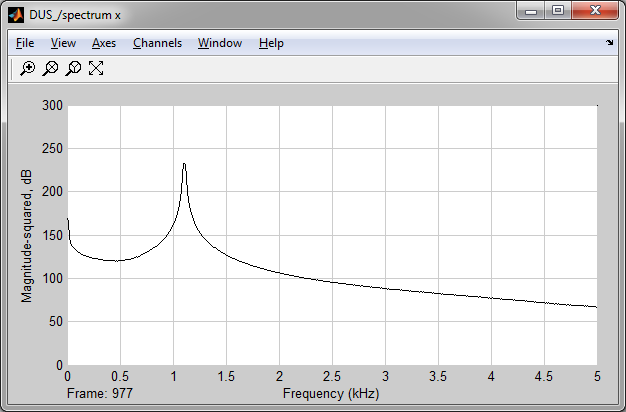 DUS_/spectrum x
File View Axes Channels Window Help
300
250
200
150
100
50
0
Magnitude-squared, dB
0 0.5 1 1.5 2 2.5 3 3.5 4 4.5 5
Frame: 977 Frequency (kHz)